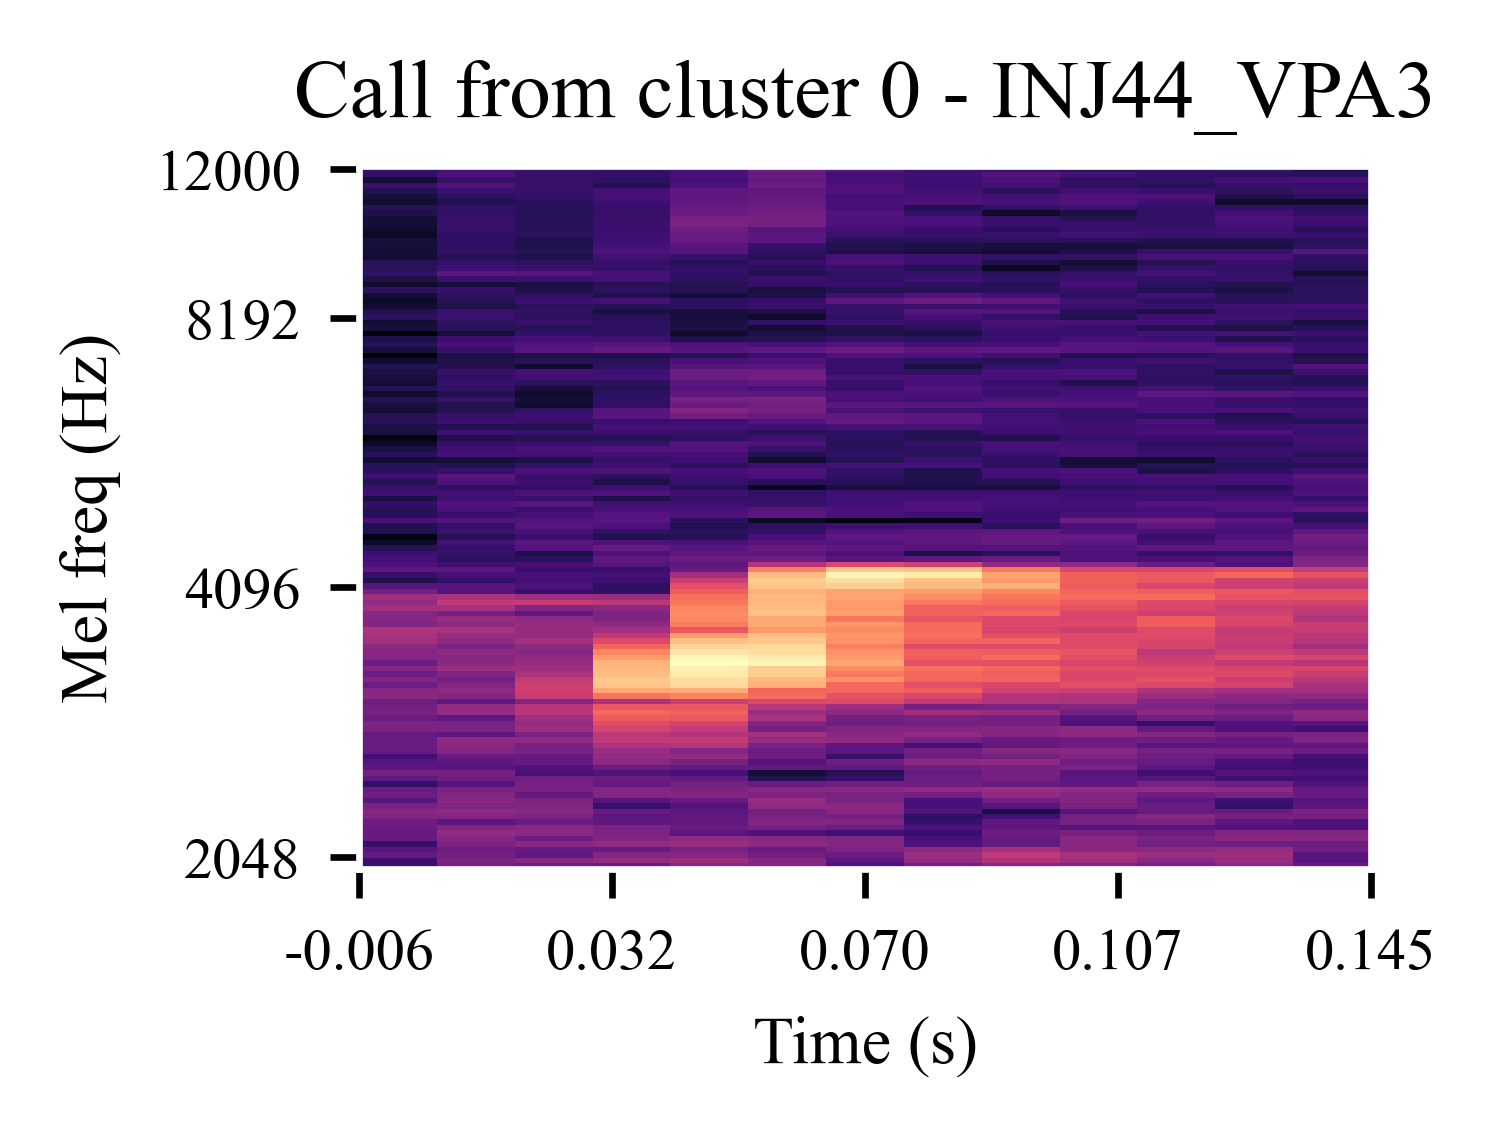 Call from cluster 0 - INJ44_VPA3
12000
8192
4096
2048
Mel freq (Hz)
-0.006 0.032 0.070 0.107 0.145
Time (s)